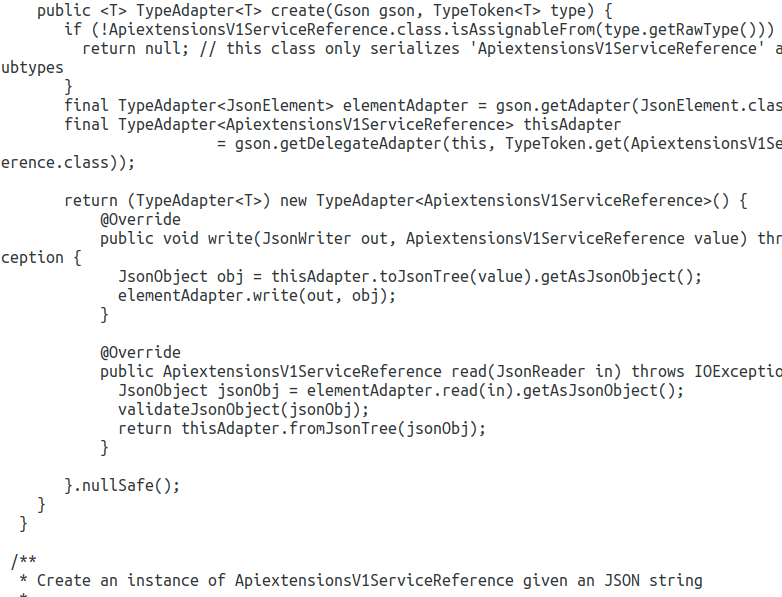 public <T> TypeAdapter<T> create(Gson gson, TypeToken<T> type) {
if (!ApiextensionsV1ServiceReference.class.isAssignableFrom(type.getRawType()))
return null; // this class only serializes 'ApiextensionsV1ServiceReference' a
ubtypes
}
final TypeAdapter<JsonElement> elementAdapter = gson.getAdapter(JsonElement.clas
final TypeAdapter<ApiextensionsV1ServiceReference> thisAdapter
= gson.getDelegateAdapter(this, TypeToken.get(ApiextensionsV1Se
erence.class));
return (TypeAdapter<T>) new TypeAdapter<ApiextensionsV1ServiceReference>() {
@Override
public void write(JsonWriter out, ApiextensionsV1ServiceReference value) thr
ception {
JsonObject obj = thisAdapter.toJsonTree(value).getAsJsonObject();
elementAdapter.write(out, obj);
}
@Override
public ApiextensionsV1ServiceReference read(JsonReader in) throws IOExceptio
JsonObject jsonObj = elementAdapter.read(in).getAsJsonObject();
validateJsonObject(jsonObj);
return thisAdapter.fromJsonTree(jsonObj);
}
}.nullSafe();
}
}
/**
* Create an instance of ApiextensionsV1ServiceReference given an JSON string
*